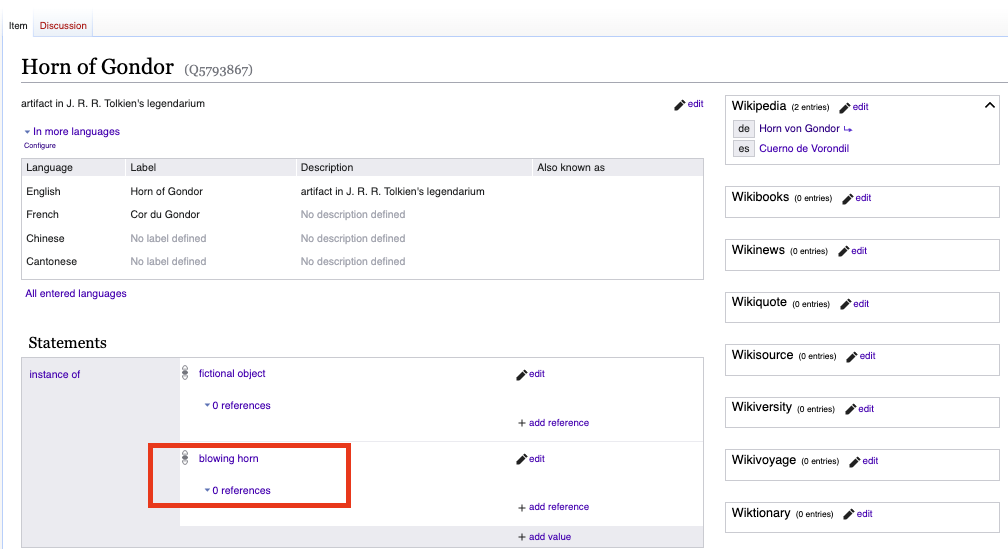 Item Discussion
Horn of Gondor (Q5793867)
artifact in J. R. R. Tolkien's legendarium
edit
In more languages
Configure
Language Label Description Also known as
English Horn of Gondor artifact in J. R. R. Tolkien's legendarium
French Cor du Gondor No description defined
Chinese No label defined No description defined
Cantonese No label defined No description defined
All entered languages
Statements
instance of
fictional object
edit
0 references
+ add reference
blowing horn
edit
0 references
+ add reference
+ add value
Wikipedia (2 entries) edit
de Horn von Gondor
es Cuerno de Vorondil
Wikibooks (0 entries) edit
Wikinews (0 entries) edit
Wikiquote (0 entries) edit
Wikisource (0 entries) edit
Wikiversity (0 entries) edit
Wikivoyage (0 entries) edit
Wiktionary (0 entries) edit